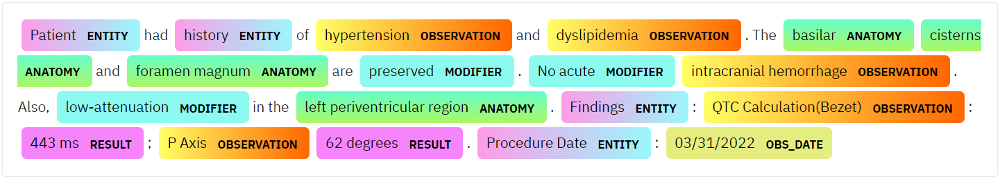 Patient ENTITY had history ENTITY of hypertension OBSERVATION and dyslipidemia OBSERVATION . The basilar ANATOMY cisterns
ANATOMY and foramen magnum ANATOMY are preserved MODIFIER . No acute MODIFIER intracranial hemorrhage OBSERVATION .
Also, low-attenuation MODIFIER in the left periventricular region ANATOMY . Findings ENTITY : QTC Calculation(Bezet) OBSERVATION :
443 ms RESULT ; P Axis OBSERVATION 62 degrees RESULT . Procedure Date ENTITY : 03/31/2022 OBS_DATE